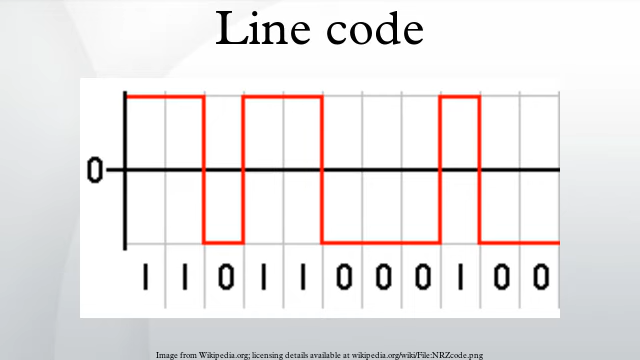 Line code
0
1 1 0 1 1 0 0 0 1 0 0
Image from Wikipedia.org; licensing details available at wikipedia.org/wiki/File:NRZcode.png